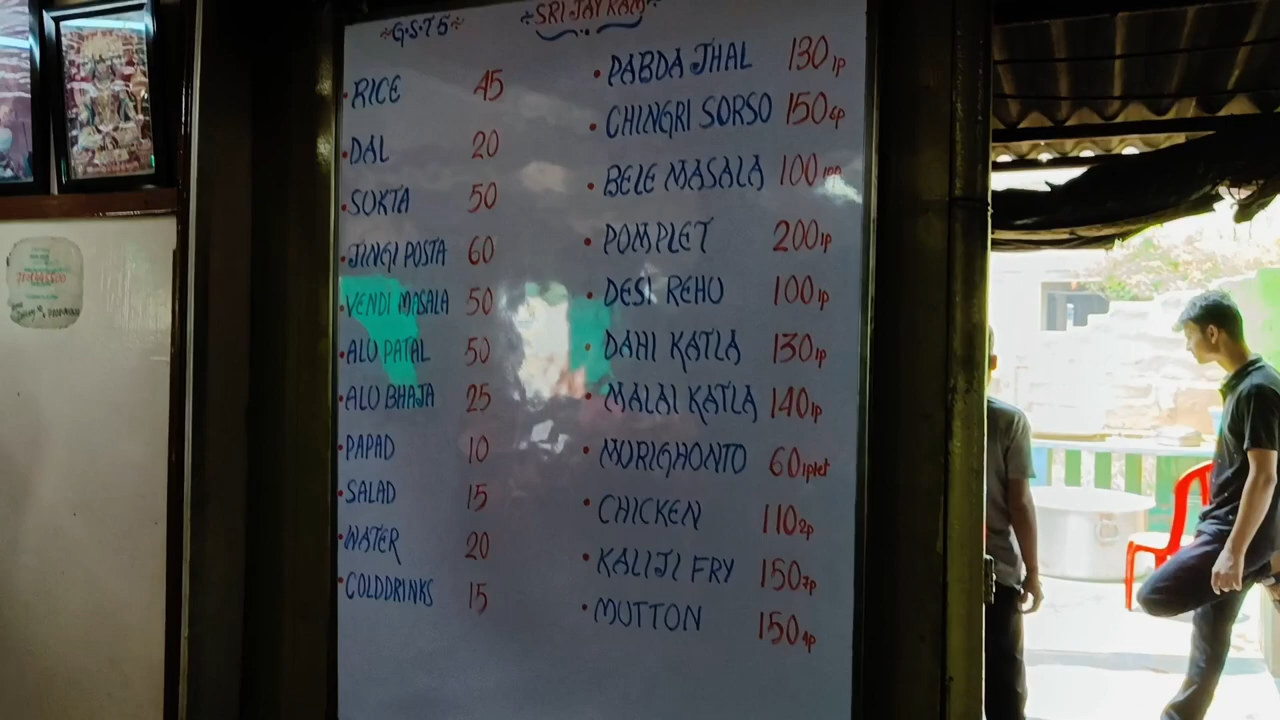 G.S.T 5
SRI JAY RAM
RICE 45
DAL 20
SUKTA 50
JINGI POSTA 60
VENDI MASALA 50
ALU PATAL 50
ALU BHAJA 25
PAPAD 10
SALAD 15
WATER 20
COLDDRINKS 15
PABDA JHAL 130 1p
CHINGRI SORSO 150 6p
BELE MASALA 100
POMPLET 200 1p
DESI REHU 100 1p
DAHI KATLA 130 1p
MALAI KATLA 140 1p
MURIGHONTO 60 1plet
CHICKEN 110 2p
KALIJI FRY 150 7p
MUTTON 150 4p